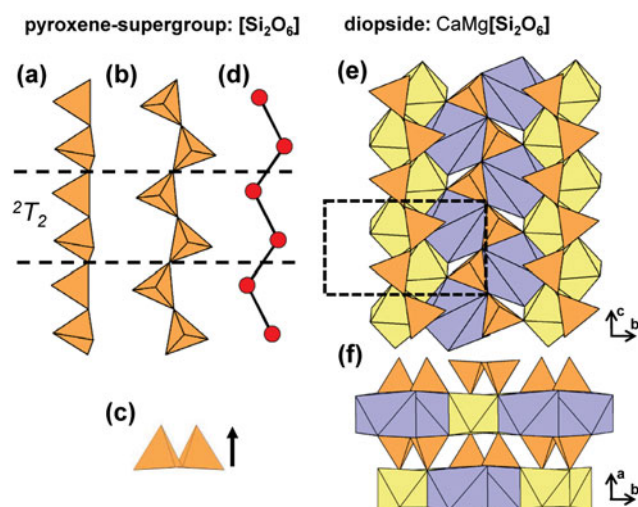 pyroxene-supergroup: [Si₂O₆]
diopside: CaMg[Si₂O₆]
(a) (b) (d) (e)
²T₂
c
b
(c)
(f)
a
b